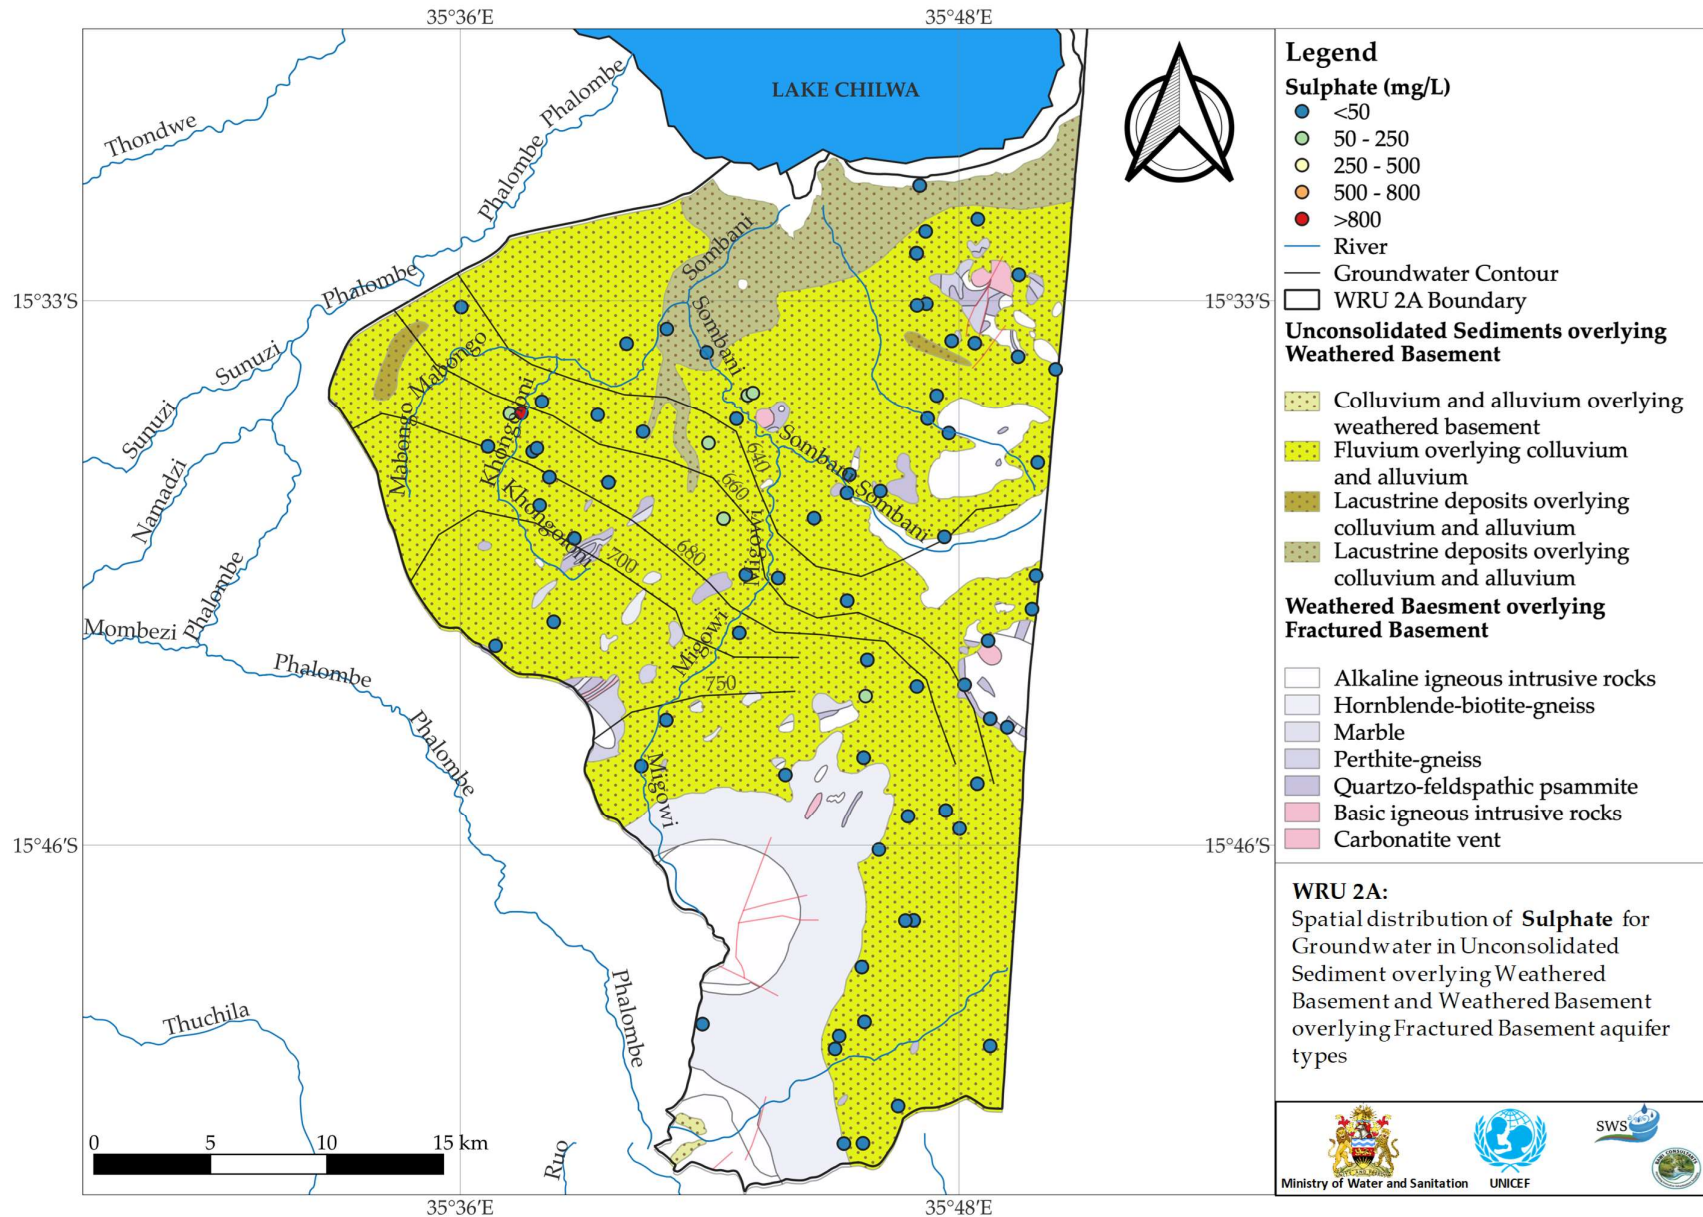 35°36′E
35°48′E
LAKE CHILWA
Thondwe
Phalombe
Phalombe
Phalombe
Phalombe
Sombani
Sombani
15°33′S
15°33′S
Sunuzi
Sunuzi
Mabongo
Mabongo
Khongoloni
Khongoloni
Namadzi
Phalombe
Mombezi
Phalombe
Phalombe
Sombani
Sombani
640
660
680
700
750
Migowi
Migowi
Migowi
15°46′S
15°46′S
Phalombe
Thuchila
Ruo
0 5 10 15 km
35°36′E
35°48′E
Legend
Sulphate (mg/L)
<50
50 - 250
250 - 500
500 - 800
>800
River
Groundwater Contour
WRU 2A Boundary
Unconsolidated Sediments overlying
Weathered Basement
Colluvium and alluvium overlying
weathered basement
Fluvium overlying colluvium
and alluvium
Lacustrine deposits overlying
colluvium and alluvium
Lacustrine deposits overlying
colluvium and alluvium
Weathered Baesment overlying
Fractured Basement
Alkaline igneous intrusive rocks
Hornblende-biotite-gneiss
Marble
Perthite-gneiss
Quartzo-feldspathic psammite
Basic igneous intrusive rocks
Carbonatite vent
WRU 2A:
Spatial distribution of Sulphate for
Groundwater in Unconsolidated
Sediment overlying Weathered
Basement and Weathered Basement
overlying Fractured Basement aquifer
types
Ministry of Water and Sanitation
UNICEF
SWS